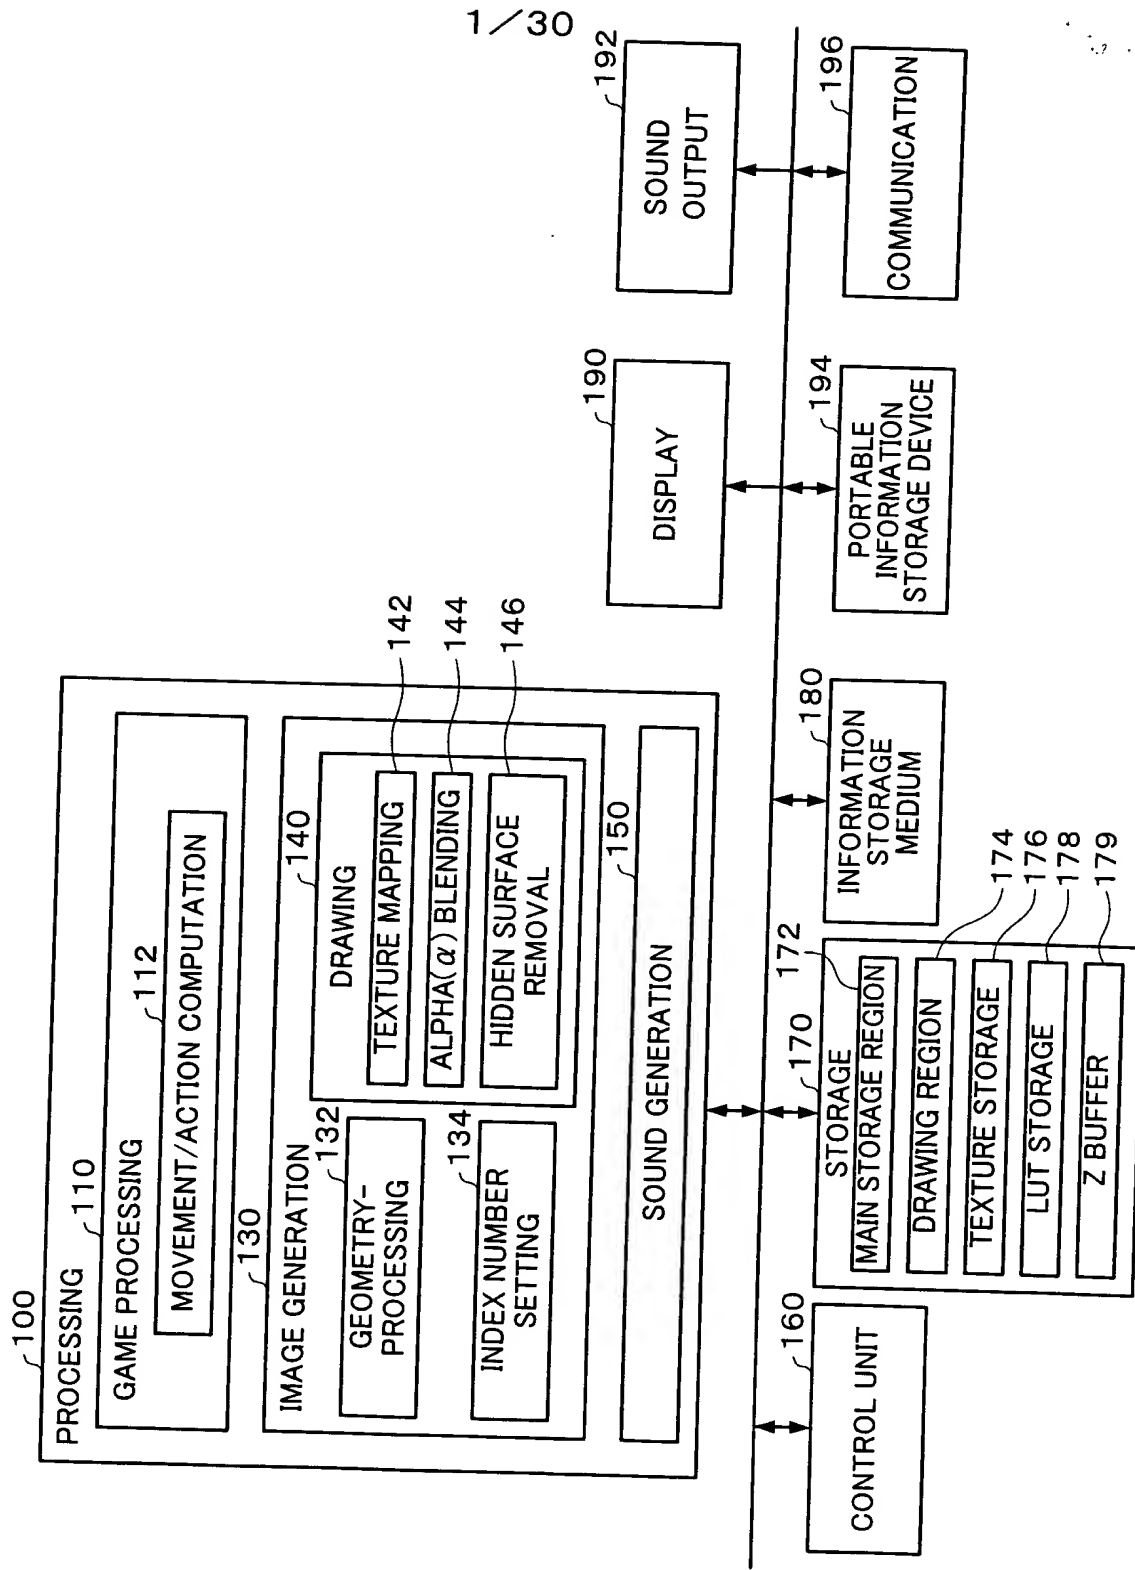 1/30
100
PROCESSING
110
GAME PROCESSING
112
MOVEMENT/ACTION COMPUTATION
130
IMAGE GENERATION
132
GEOMETRY-
PROCESSING
134
INDEX NUMBER
SETTING
140
DRAWING
TEXTURE MAPPING
142
ALPHA(α)BLENDING
144
HIDDEN SURFACE
REMOVAL
146
150
SOUND GENERATION
190
DISPLAY
192
SOUND
OUTPUT
160
CONTROL UNIT
170
STORAGE
172
MAIN STORAGE REGION
DRAWING REGION
174
TEXTURE STORAGE
176
LUT STORAGE
178
Z BUFFER
179
180
INFORMATION
STORAGE
MEDIUM
194
PORTABLE
INFORMATION
STORAGE DEVICE
196
COMMUNICATION